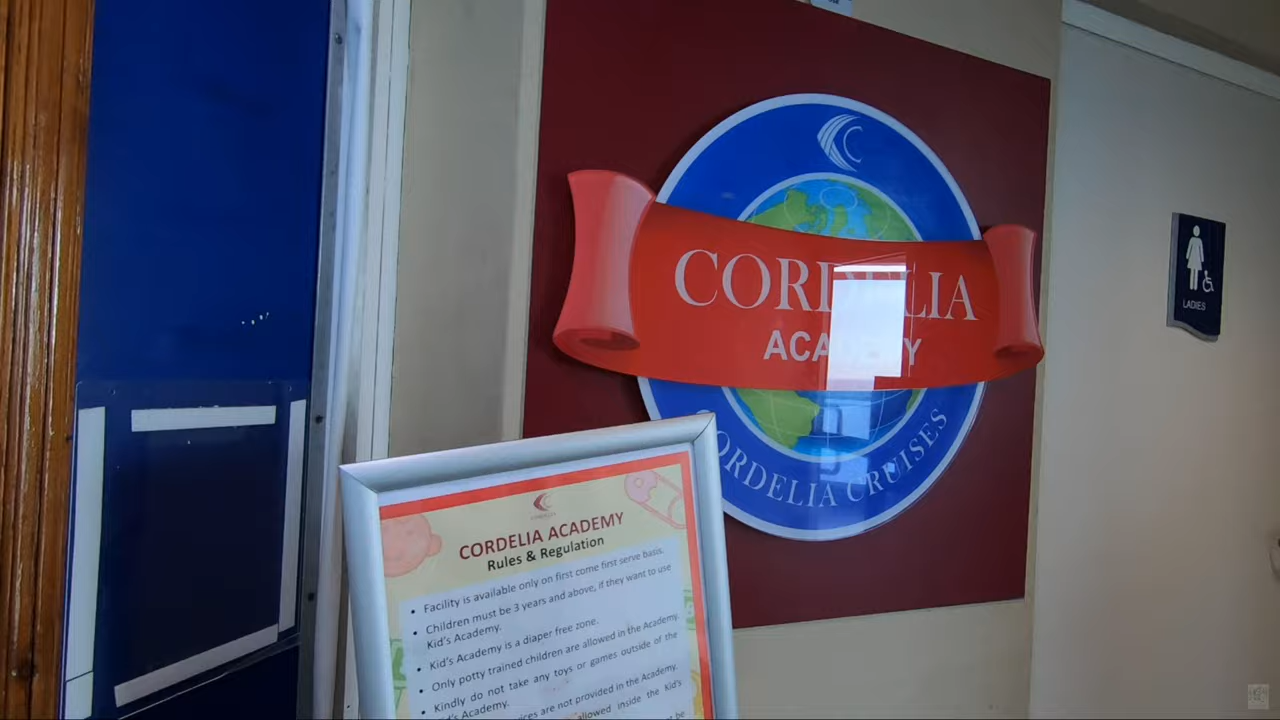 CORDELIA
ACADEMY
CORDELIA CRUISES
LADIES
CORDELIA ACADEMY
Rules & Regulation
• Facility is available only on first come first serve basis.
• Children must be 3 years and above, if they want to use
Kid's Academy.
• Kid's Academy is a diaper free zone.
• Only potty trained children are allowed in the Academy.
• Kindly do not take any toys or games outside of the
Kid's Academy.
are not provided in the Academy.
allowed inside the Kid's
be